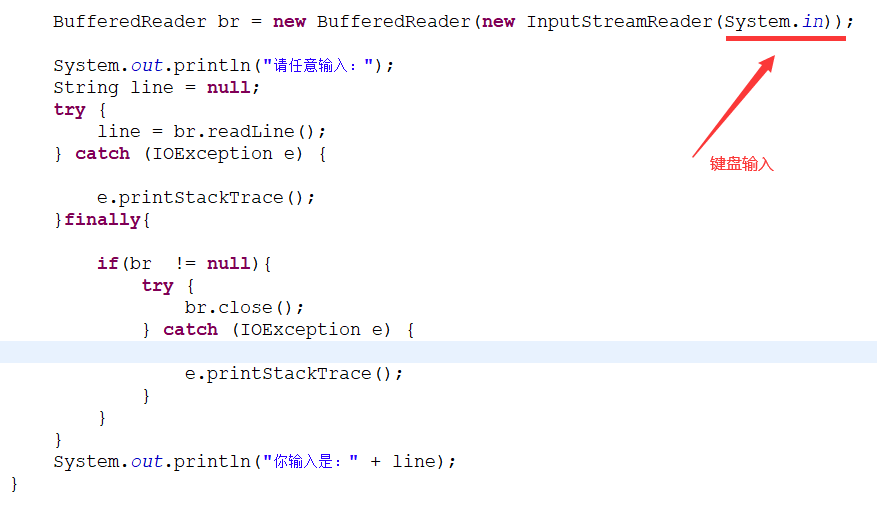 BufferedReader br = new BufferedReader(new InputStreamReader(System.in));
System.out.println("请任意输入：");
String line = null;
try {
line = br.readLine();
} catch (IOException e) {
键盘输入
e.printStackTrace();
}finally{
if(br  != null){
try {
br.close();
} catch (IOException e) {
e.printStackTrace();
}
}
}
System.out.println("你输入是：" + line);
}